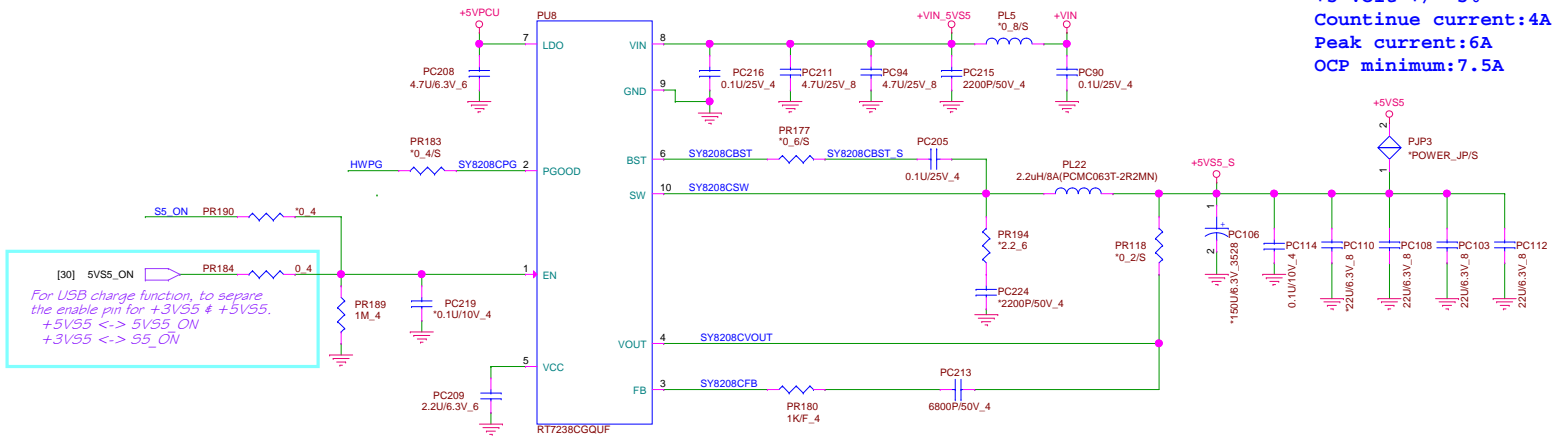 +5VPCU
PU8
7
LDO
PC208
4.7U/6.3V_6
VIN
8
GND
9
PC216
0.1U/25V_4
PC211
4.7U/25V_8
PC94
4.7U/25V_8
+VIN_5VS5
PC215
2200P/50V_4
PL5
*0_8/S
+VIN
PC90
0.1U/25V_4
Countinue current:4A
Peak current:6A
OCP minimum:7.5A
HWPG
PR183
*0_4/S
SY8208CPG
2
PGOOD
BST
6
SY8208CBST
PR177
*0_6/S
SY8208CBST_S
PC205
0.1U/25V_4
SW
10
SY8208CSW
PL22
2.2uH/8A(PCMC063T-2R2MN)
+5VS5_S
+5VS5
2
PJP3
*POWER_JP/S
1
S5_ON
PR190
*0_4
[30]
5VS5_ON
PR184
0_4
1
EN
PR189
1M_4
PC219
*0.1U/10V_4
For USB charge function, to separe
the enable pin for +3VS5 & +5VS5.
+5VS5 <-> 5VS5_ON
+3VS5 <-> S5_ON
PR194
*2.2_6
PC224
*2200P/50V_4
PR118
*0_2/S
1
+
2
PC106
*150U/6.3V_3528
PC114
0.1U/10V_4
PC110
*22U/6.3V_8
PC108
22U/6.3V_8
PC103
22U/6.3V_8
PC112
22U/6.3V_8
VOUT
4
SY8208CVOUT
5
VCC
PC209
2.2U/6.3V_6
FB
3
SY8208CFB
PR180
1K/F_4
PC213
6800P/50V_4
RT7238CGQUF